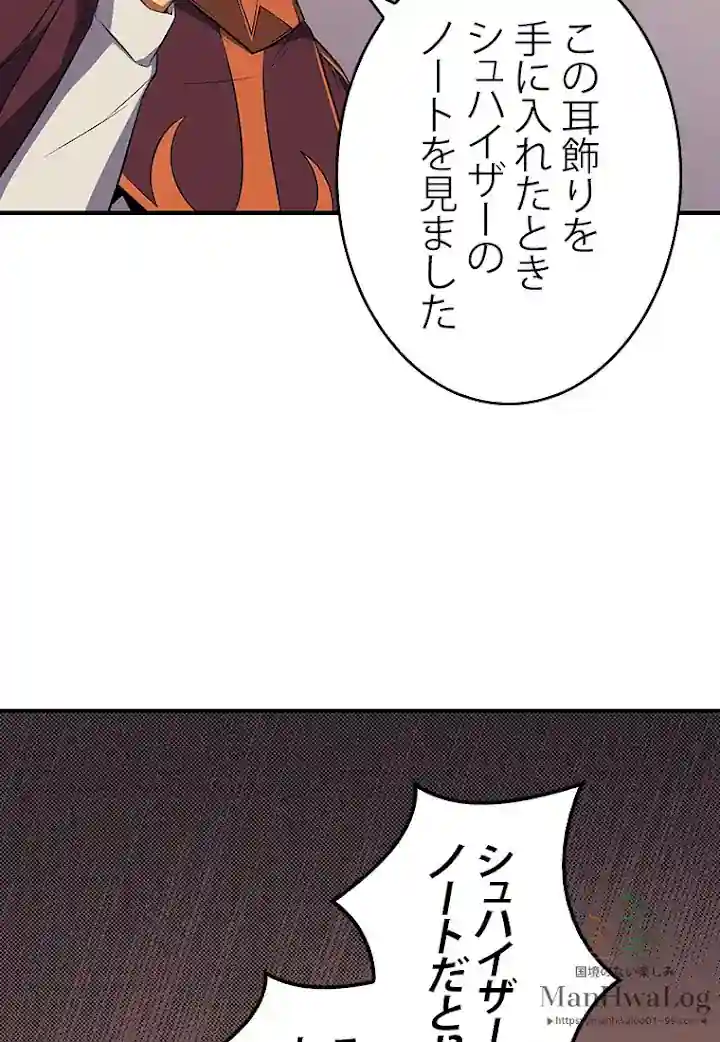 この耳飾りを
手に入れたとき
シュハイザーの
ノートを見ました
シュハイザー
ノートだと!?
国境のない楽しみ
ManHwaLog